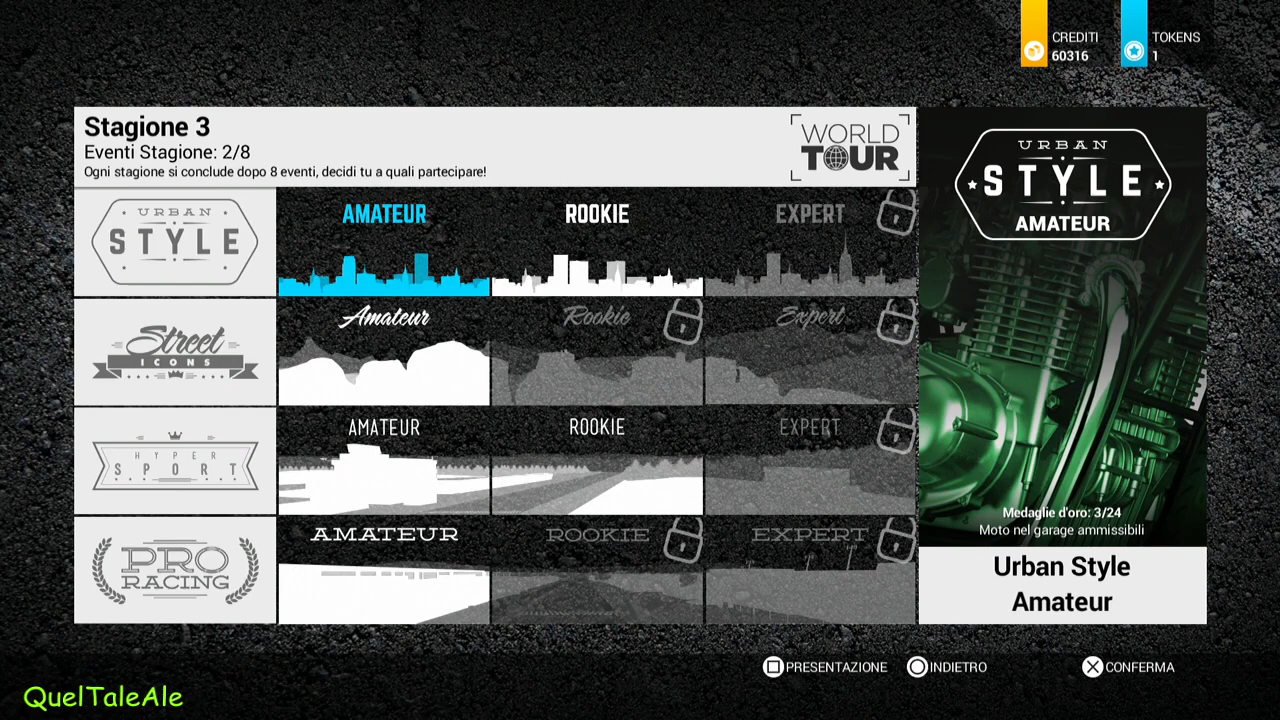 CREDITI
60316
TOKENS
1
Stagione 3
Eventi Stagione: 2/8
Ogni stagione si conclude dopo 8 eventi, decidi tu a quali partecipare!
WORLD
TOUR
URBAN
STYLE
AMATEUR
ROOKIE
EXPERT
Street
ICONS
Amateur
Rookie
Expert
HYPER
SPORT
AMATEUR
ROOKIE
EXPERT
PRO
RACING
AMATEUR
ROOKIE
EXPERT
URBAN
STYLE
AMATEUR
Medaglie d'oro: 3/24
Moto nel garage ammissibili
Urban Style
Amateur
PRESENTAZIONE
INDIETRO
CONFERMA
QuelTaleAle